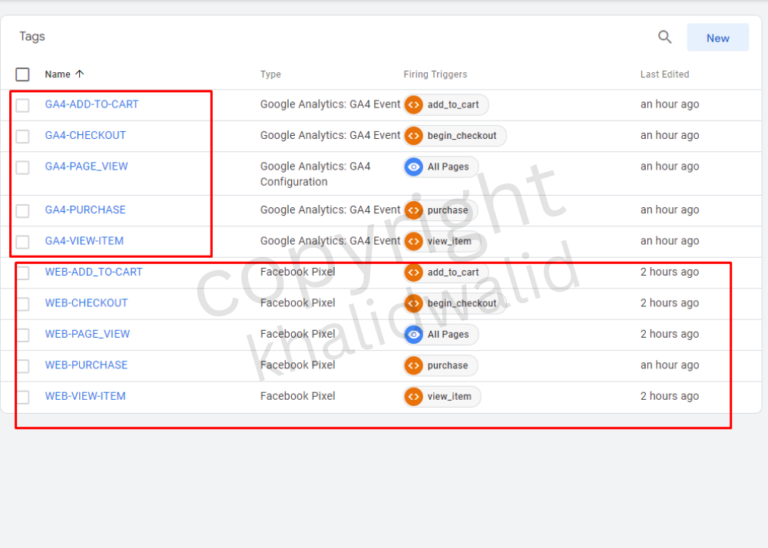 Tags
New
Name Type Firing Triggers Last Edited
GA4-ADD-TO-CART Google Analytics: GA4 Event add_to_cart an hour ago
GA4-CHECKOUT Google Analytics: GA4 Event begin_checkout an hour ago
GA4-PAGE_VIEW Google Analytics: GA4 Configuration All Pages an hour ago
GA4-PURCHASE Google Analytics: GA4 Event purchase an hour ago
GA4-VIEW-ITEM Google Analytics: GA4 Event view_item an hour ago
WEB-ADD_TO_CART Facebook Pixel add_to_cart 2 hours ago
WEB-CHECKOUT Facebook Pixel begin_checkout 2 hours ago
WEB-PAGE_VIEW Facebook Pixel All Pages 2 hours ago
WEB-PURCHASE Facebook Pixel purchase an hour ago
WEB-VIEW-ITEM Facebook Pixel view_item 2 hours ago
copyright
khalidwalid